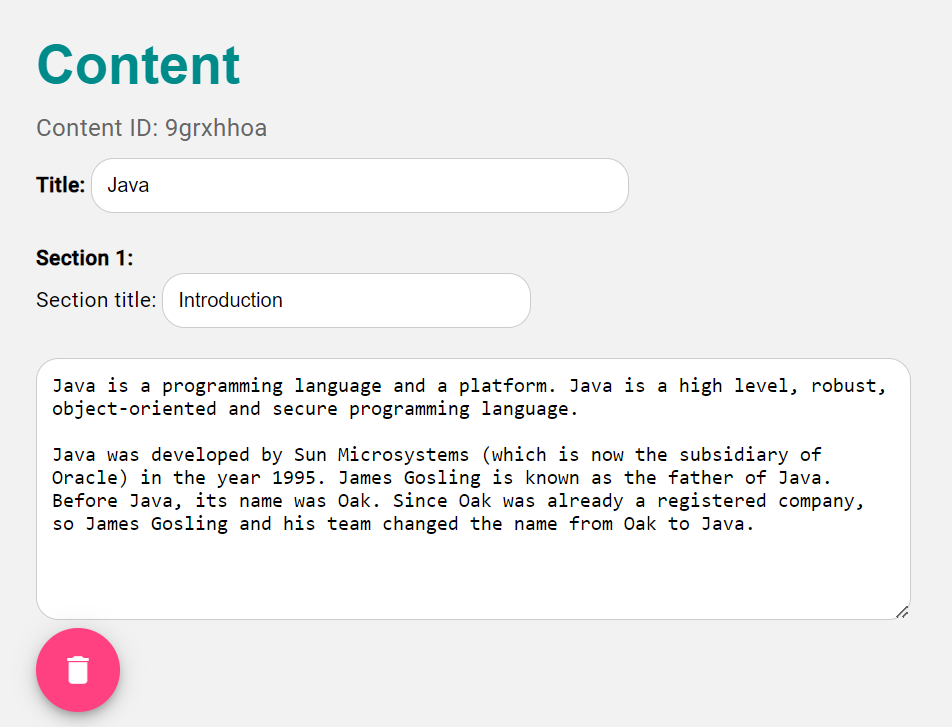 Content
Content ID: 9grxhhoa
Title: Java
Section 1:
Section title: Introduction
Java is a programming language and a platform. Java is a high level, robust,
object-oriented and secure programming language.
Java was developed by Sun Microsystems (which is now the subsidiary of
Oracle) in the year 1995. James Gosling is known as the father of Java.
Before Java, its name was Oak. Since Oak was already a registered company,
so James Gosling and his team changed the name from Oak to Java.